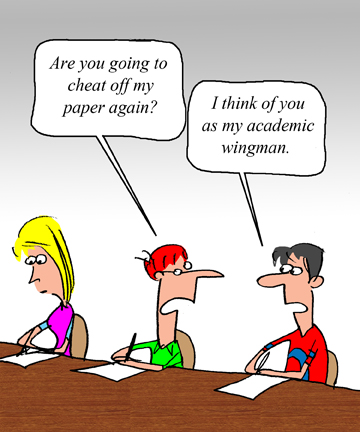 Are you going to
cheat off my
paper again?
I think of you
as my academic
wingman.